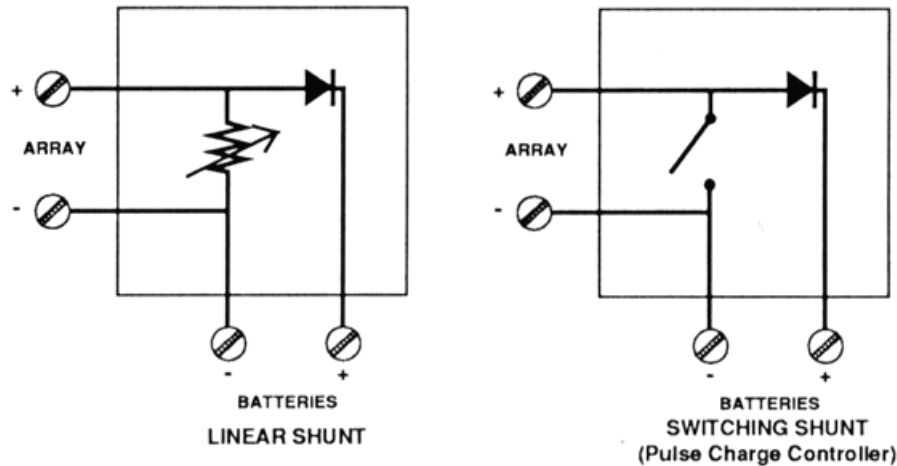 +
ARRAY
-
-
+
BATTERIES
LINEAR SHUNT
+
ARRAY
-
-
+
BATTERIES
SWITCHING SHUNT
(Pulse Charge Controller)